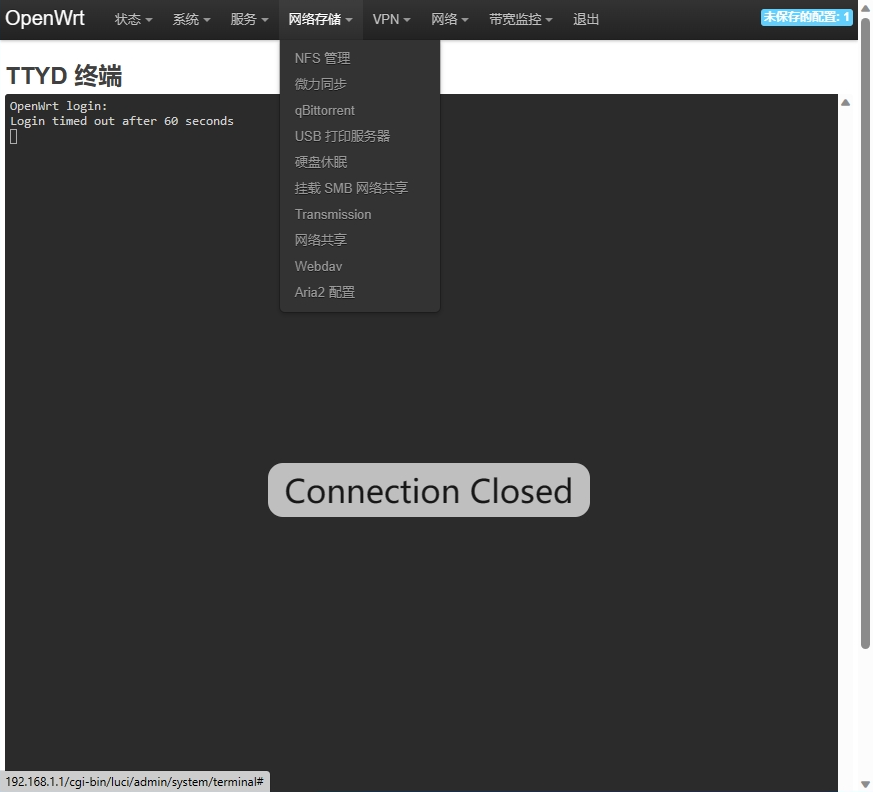 OpenWrt 状态 系统 服务 网络存储 VPN 网络 带宽监控 退出 未保存的配置: 1
NFS 管理
微力同步
qBittorrent
USB 打印服务器
硬盘休眠
挂载 SMB 网络共享
Transmission
网络共享
Webdav
Aria2 配置
TTYD 终端
OpenWrt login:
Login timed out after 60 seconds
Connection Closed
192.168.1.1/cgi-bin/luci/admin/system/terminal#